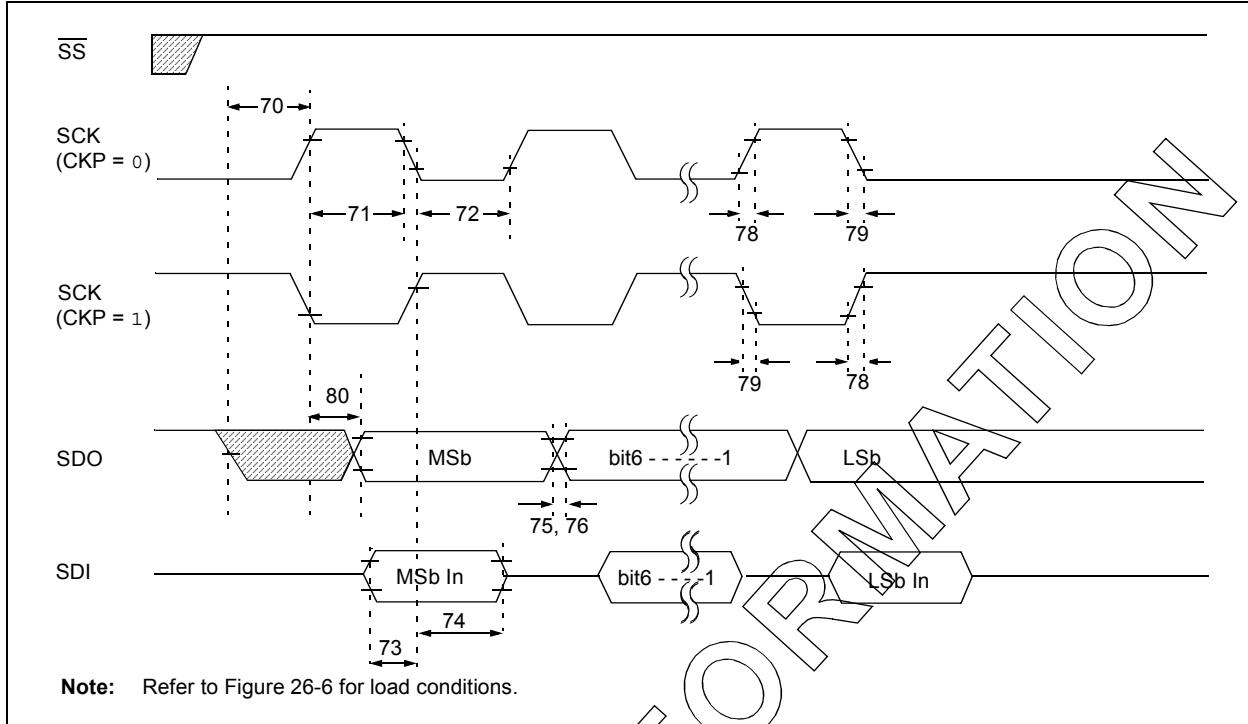 SS
70
SCK
(CKP = 0)
71
72
78
79
SCK
(CKP = 1)
79
78
80
SDO
MSb
bit6 - - - - - - -1
LSb
75, 76
SDI
MSb In
bit6 - - - -1
LSb In
74
73
Note: Refer to Figure 26-6 for load conditions.
FORMATION